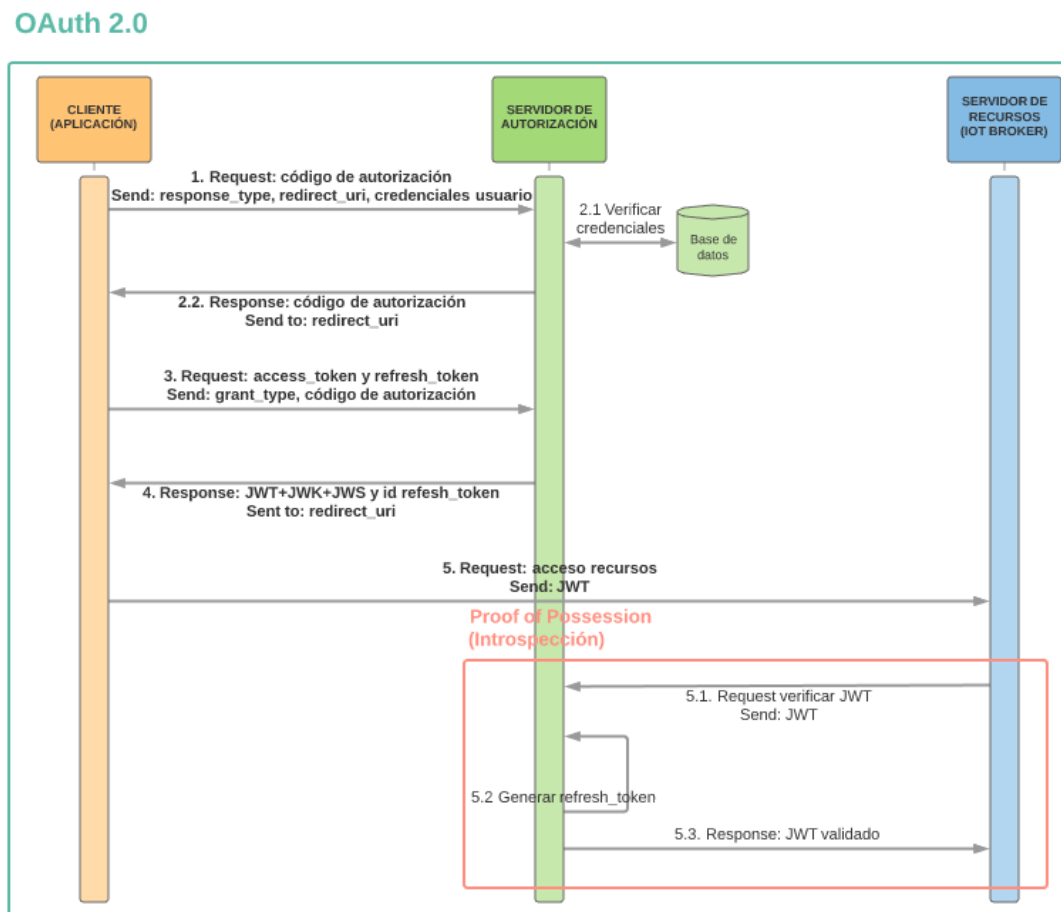 OAuth 2.0
CLIENTE
(APLICACIÓN)
SERVIDOR DE
AUTORIZACIÓN
SERVIDOR DE
RECURSOS
(IOT BROKER)
1. Request: código de autorización
Send: response_type, redirect_uri, credenciales usuario
2.1 Verificar
credenciales
Base de
datos
2.2. Response: código de autorización
Send to: redirect_uri
3. Request: access_token y refresh_token
Send: grant_type, código de autorización
4. Response: JWT+JWK+JWS y id refesh_token
Sent to: redirect_uri
5. Request: acceso recursos
Send: JWT
Proof of Possession
(Introspección)
5.1. Request verificar JWT
Send: JWT
5.2 Generar refresh_token
5.3. Response: JWT validado